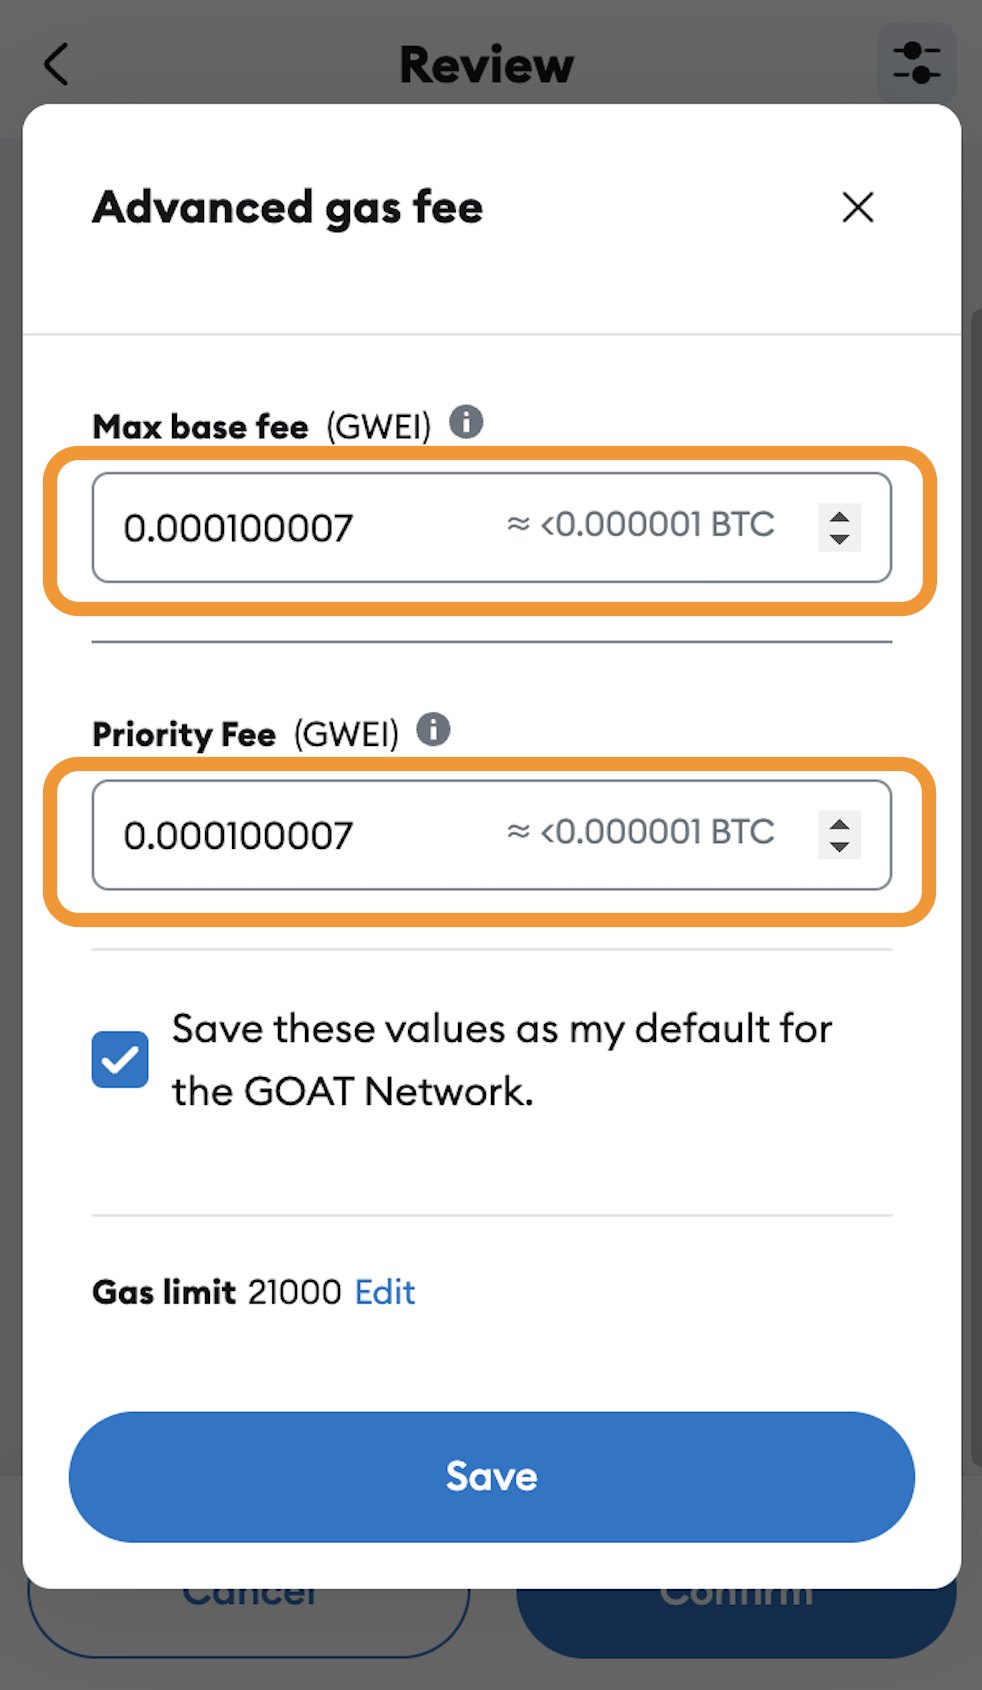 Review
Advanced gas fee
Max base fee (GWEI)
0.000100007 ≈ <0.000001 BTC
Priority Fee (GWEI)
0.000100007 ≈ <0.000001 BTC
Save these values as my default for
the GOAT Network.
Gas limit 21000 Edit
Save
Cancel Confirm